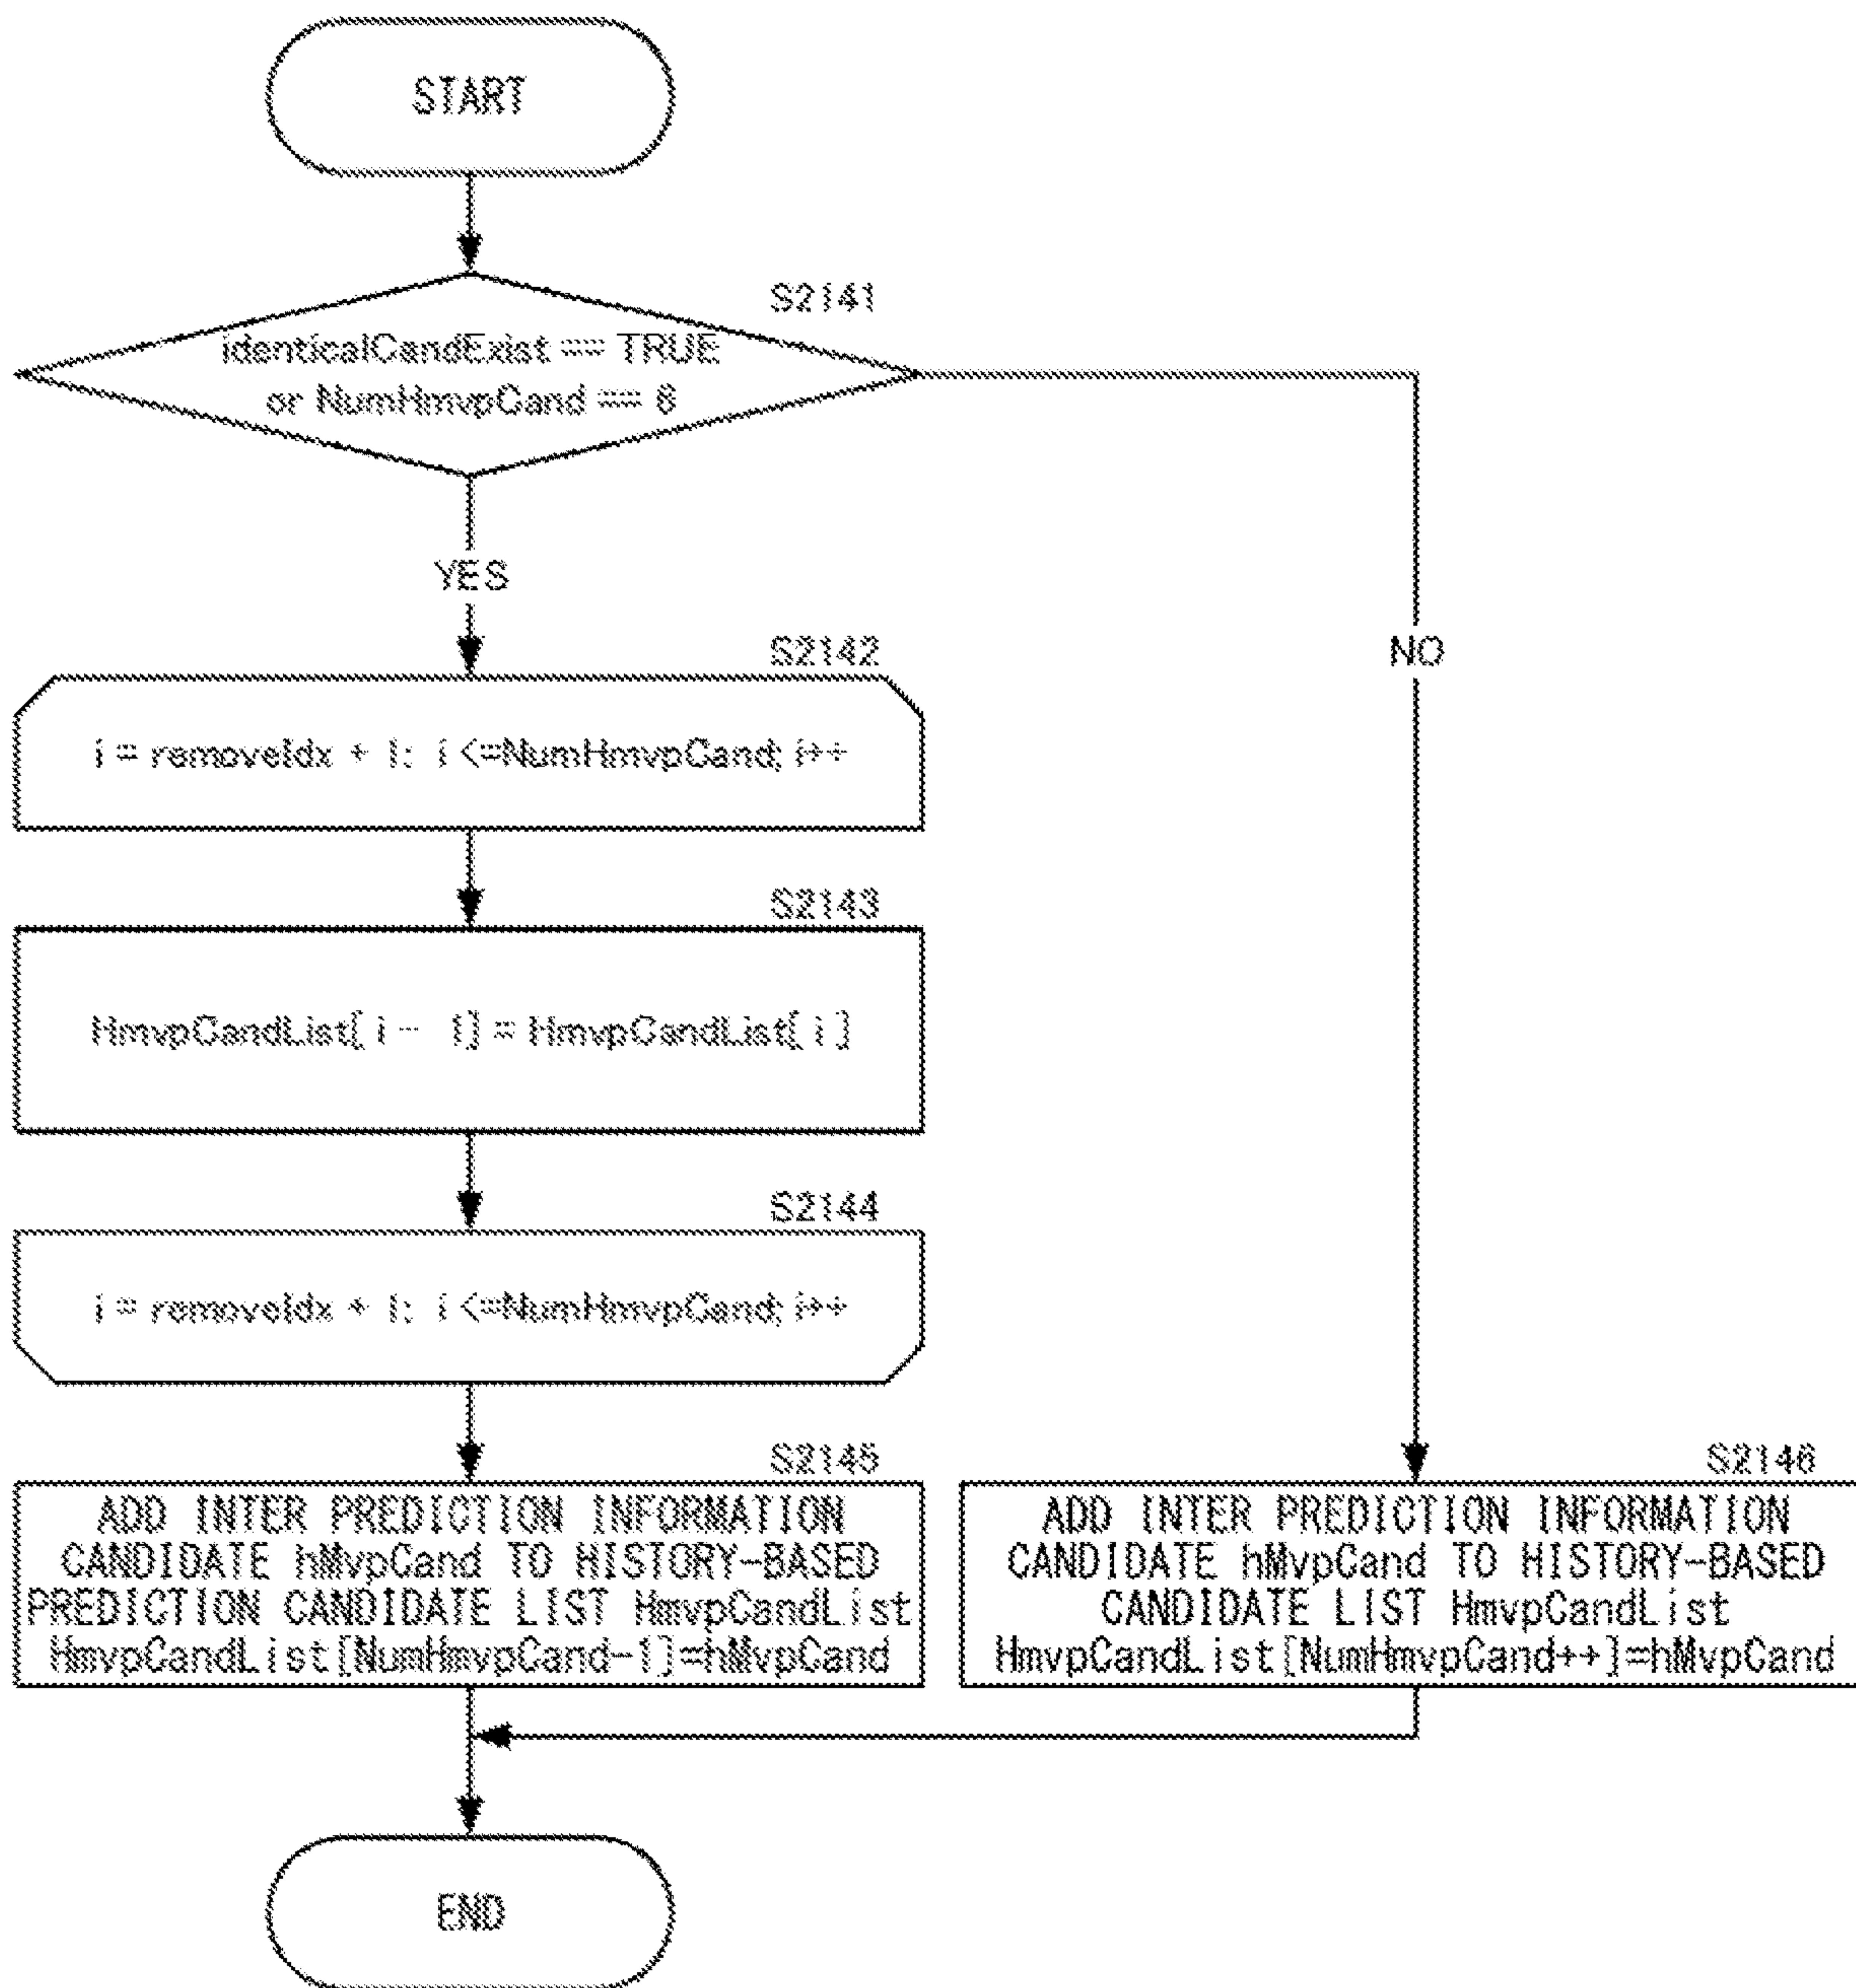 START
S2141
identicalCandExist == TRUE
or NumHmvpCand == 6
YES
NO
S2142
i = removeIdx + 1; i <=NumHmvpCand; i++
S2143
HmvpCandList[ i - 1] = HmvpCandList[ i ]
S2144
i = removeIdx + 1; i <=NumHmvpCand; i++
S2145
ADD INTER PREDICTION INFORMATION
CANDIDATE hMvpCand TO HISTORY-BASED
PREDICTION CANDIDATE LIST HmvpCandList
HmvpCandList[NumHmvpCand-1]=hMvpCand
S2146
ADD INTER PREDICTION INFORMATION
CANDIDATE hMvpCand TO HISTORY-BASED
CANDIDATE LIST HmvpCandList
HmvpCandList[NumHmvpCand++]=hMvpCand
END